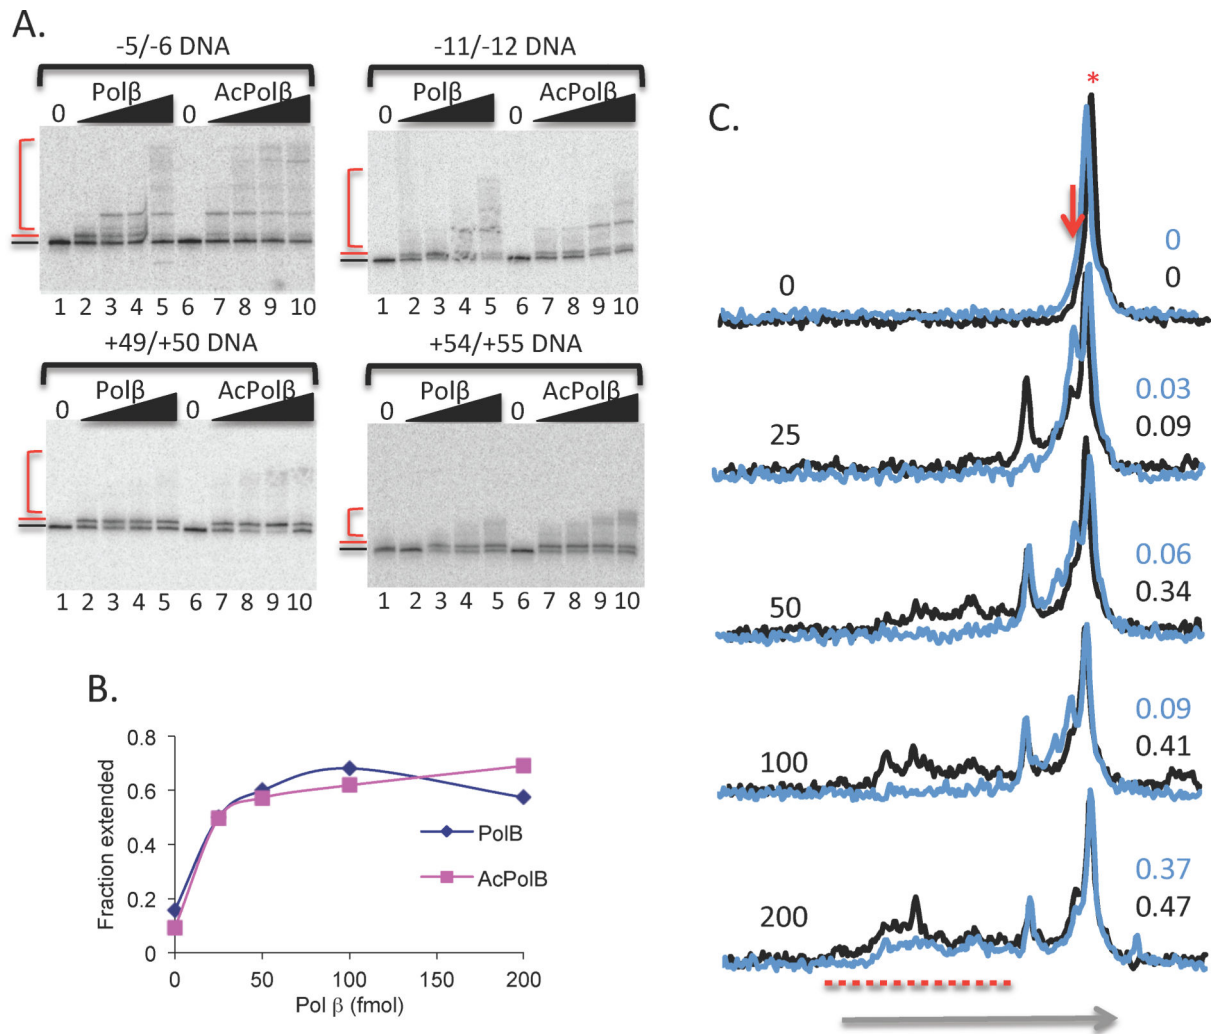 A.
-5/-6 DNA
0 Polβ 0 AcPolβ
1 2 3 4 5 6 7 8 9 10
-11/-12 DNA
0 Polβ 0 AcPolβ
1 2 3 4 5 6 7 8 9 10
+49/+50 DNA
0 Polβ 0 AcPolβ
1 2 3 4 5 6 7 8 9 10
+54/+55 DNA
0 Polβ 0 AcPolβ
1 2 3 4 5 6 7 8 9 10
B.
Fraction extended
0.8
0.6
0.4
0.2
0
0 50 100 150 200
Pol β (fmol)
PolB
AcPolB
C.
*
0
0
0
25
0.03
0.09
50
0.06
0.34
100
0.09
0.41
200
0.37
0.47